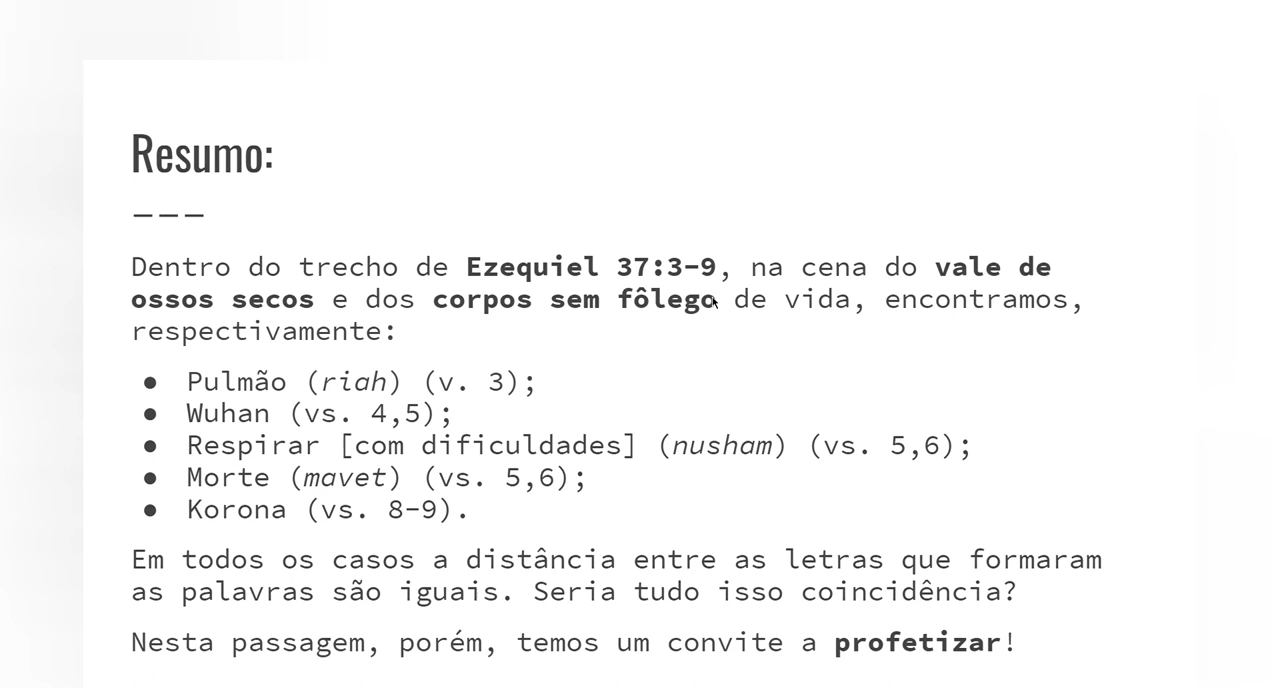 Resumo:
———
Dentro do trecho de Ezequiel 37:3-9, na cena do vale de
ossos secos e dos corpos sem fôlego de vida, encontramos,
respectivamente:
● Pulmão (riah) (v. 3);
● Wuhan (vs. 4,5);
● Respirar [com dificuldades] (nusham) (vs. 5,6);
● Morte (mavet) (vs. 5,6);
● Korona (vs. 8-9).
Em todos os casos a distância entre as letras que formaram
as palavras são iguais. Seria tudo isso coincidência?
Nesta passagem, porém, temos um convite a profetizar!